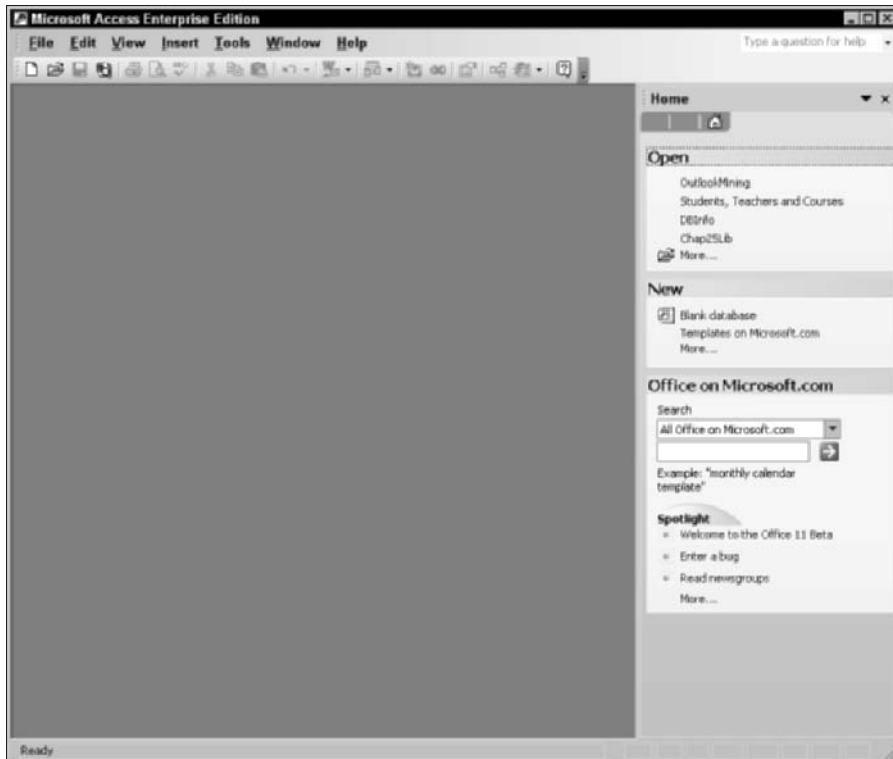 Microsoft Access Enterprise Edition
File Edit View Insert Tools Window Help
Type a question for help
Home
Open
OutlookMining
Students, Teachers and Courses
DBInfo
Chap25Lib
More...
New
Blank database
Templates on Microsoft.com
More...
Office on Microsoft.com
Search
All Office on Microsoft.com
Example: "monthly calendar
template"
Spotlight
Welcome to the Office 11 Beta
Enter a bug
Read newsgroups
More...
Ready